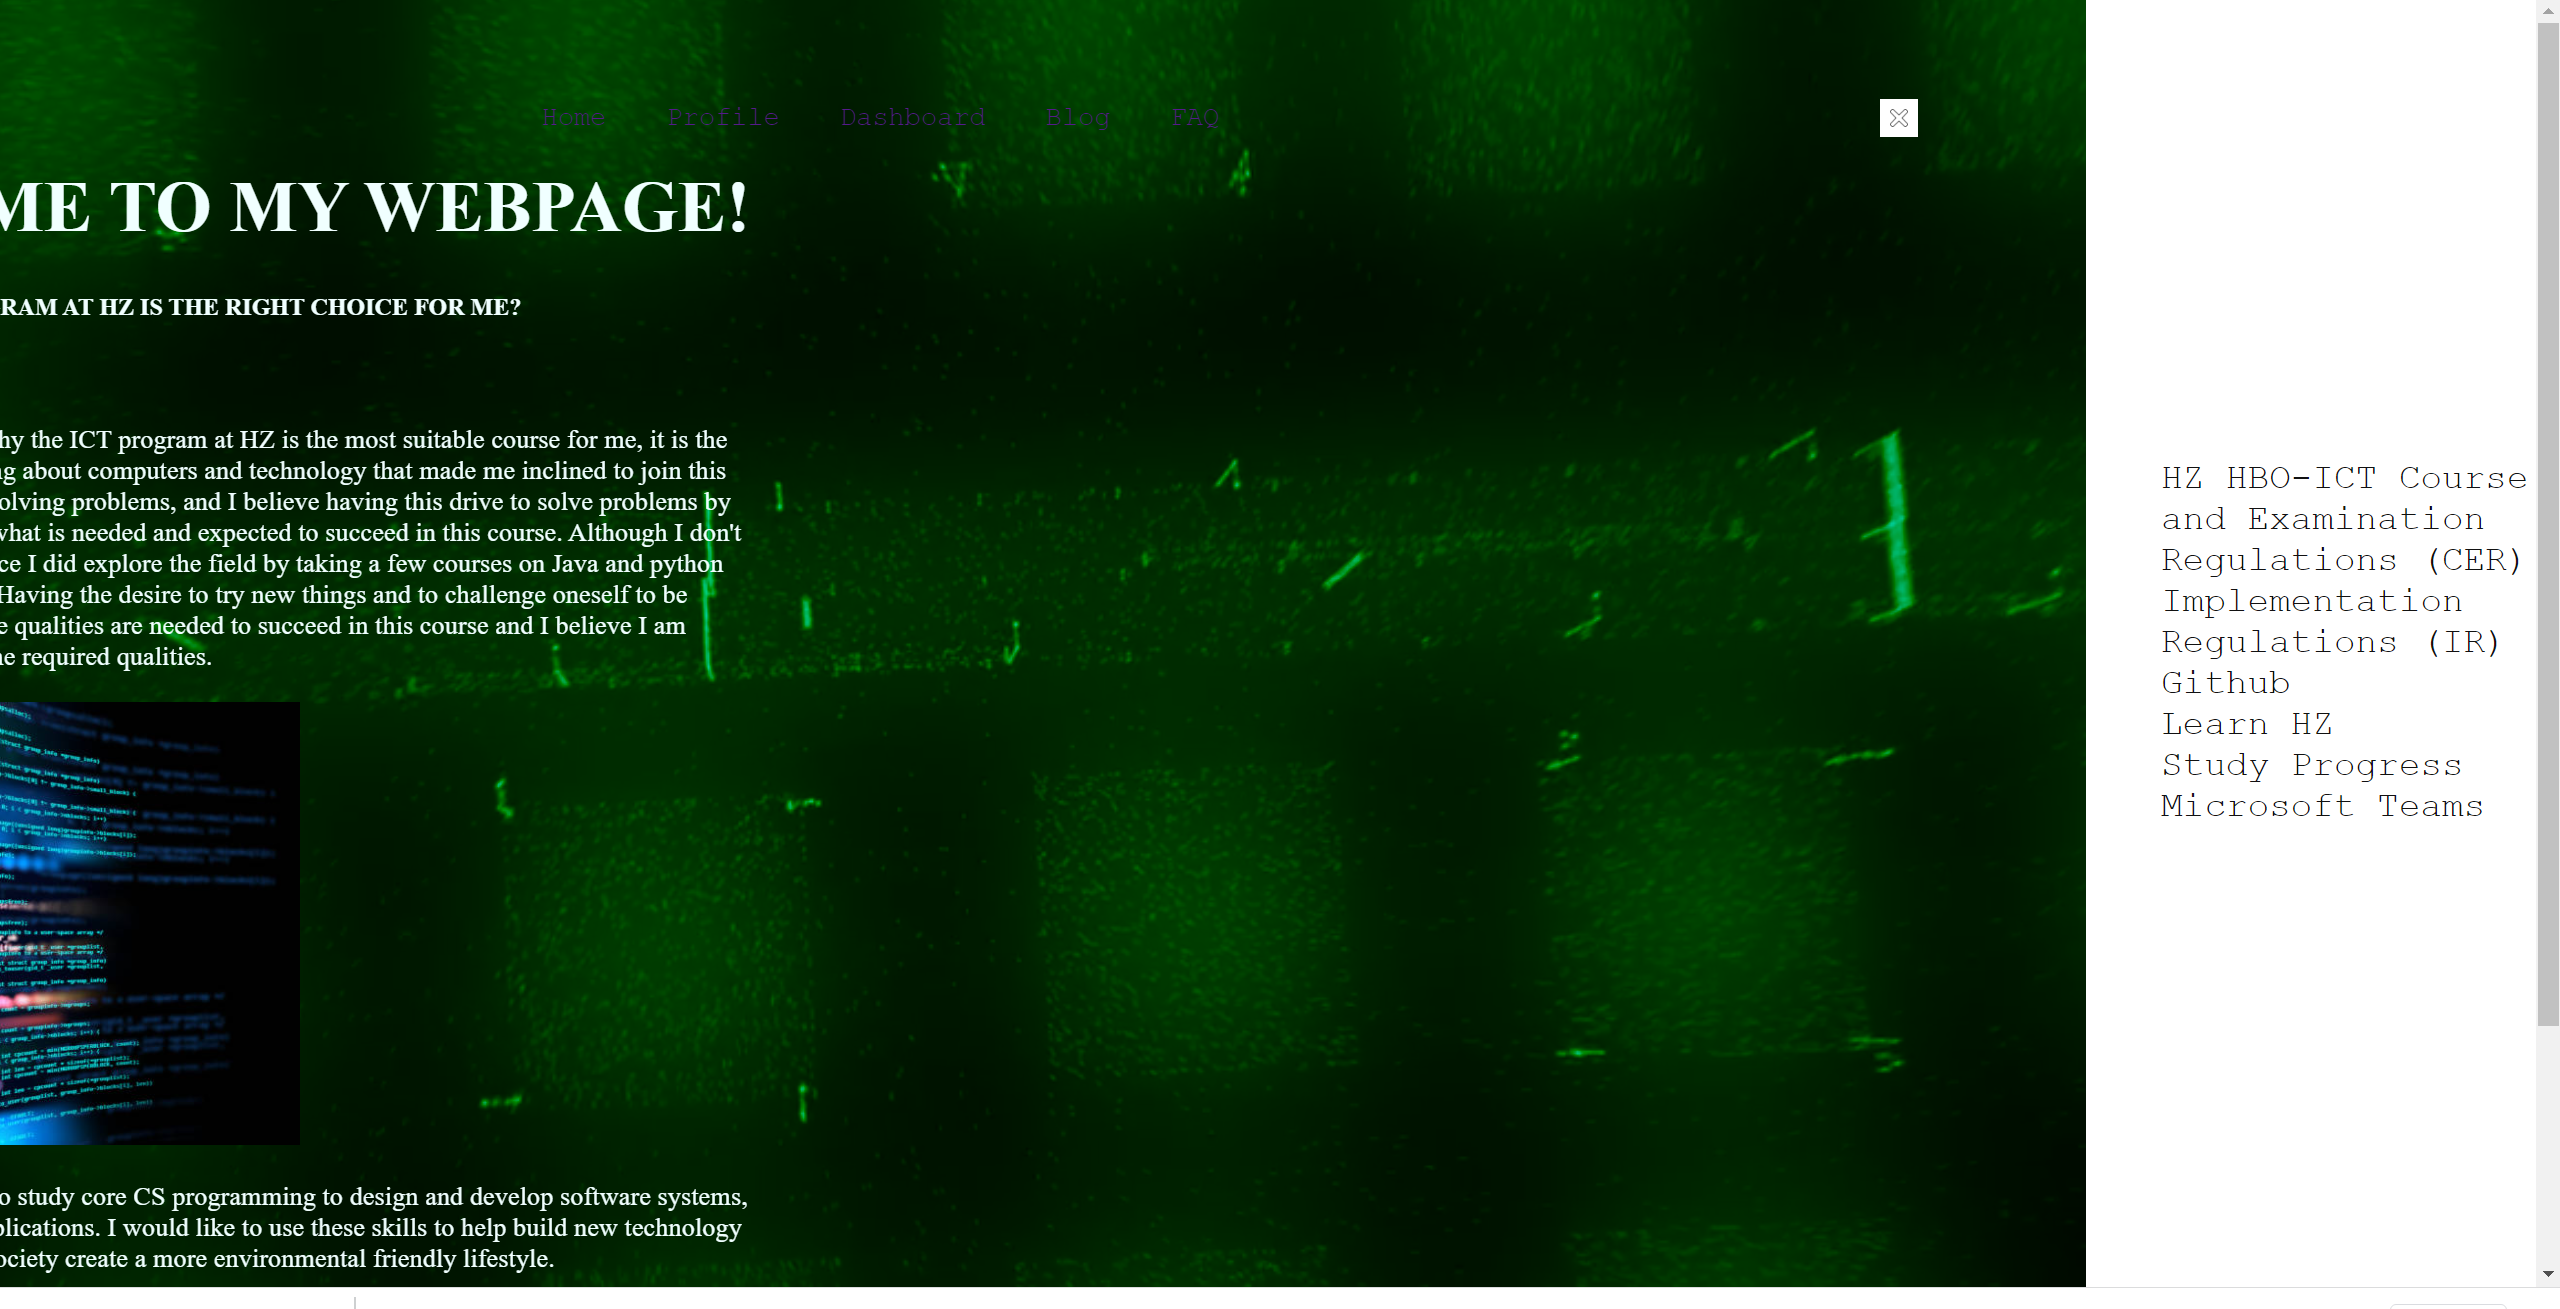 Home Profile Dashboard Blog FAQ
ME TO MY WEBPAGE!
RAM AT HZ IS THE RIGHT CHOICE FOR ME?
hy the ICT program at HZ is the most suitable course for me, it is the
ng about computers and technology that made me inclined to join this
olving problems, and I believe having this drive to solve problems by
what is needed and expected to succeed in this course. Although I don't
ce I did explore the field by taking a few courses on Java and python
Having the desire to try new things and to challenge oneself to be
e qualities are needed to succeed in this course and I believe I am
he required qualities.
o study core CS programming to design and develop software systems,
plications. I would like to use these skills to help build new technology
ociety create a more environmental friendly lifestyle.
HZ HBO-ICT Course
and Examination
Regulations (CER)
Implementation
Regulations (IR)
Github
Learn HZ
Study Progress
Microsoft Teams